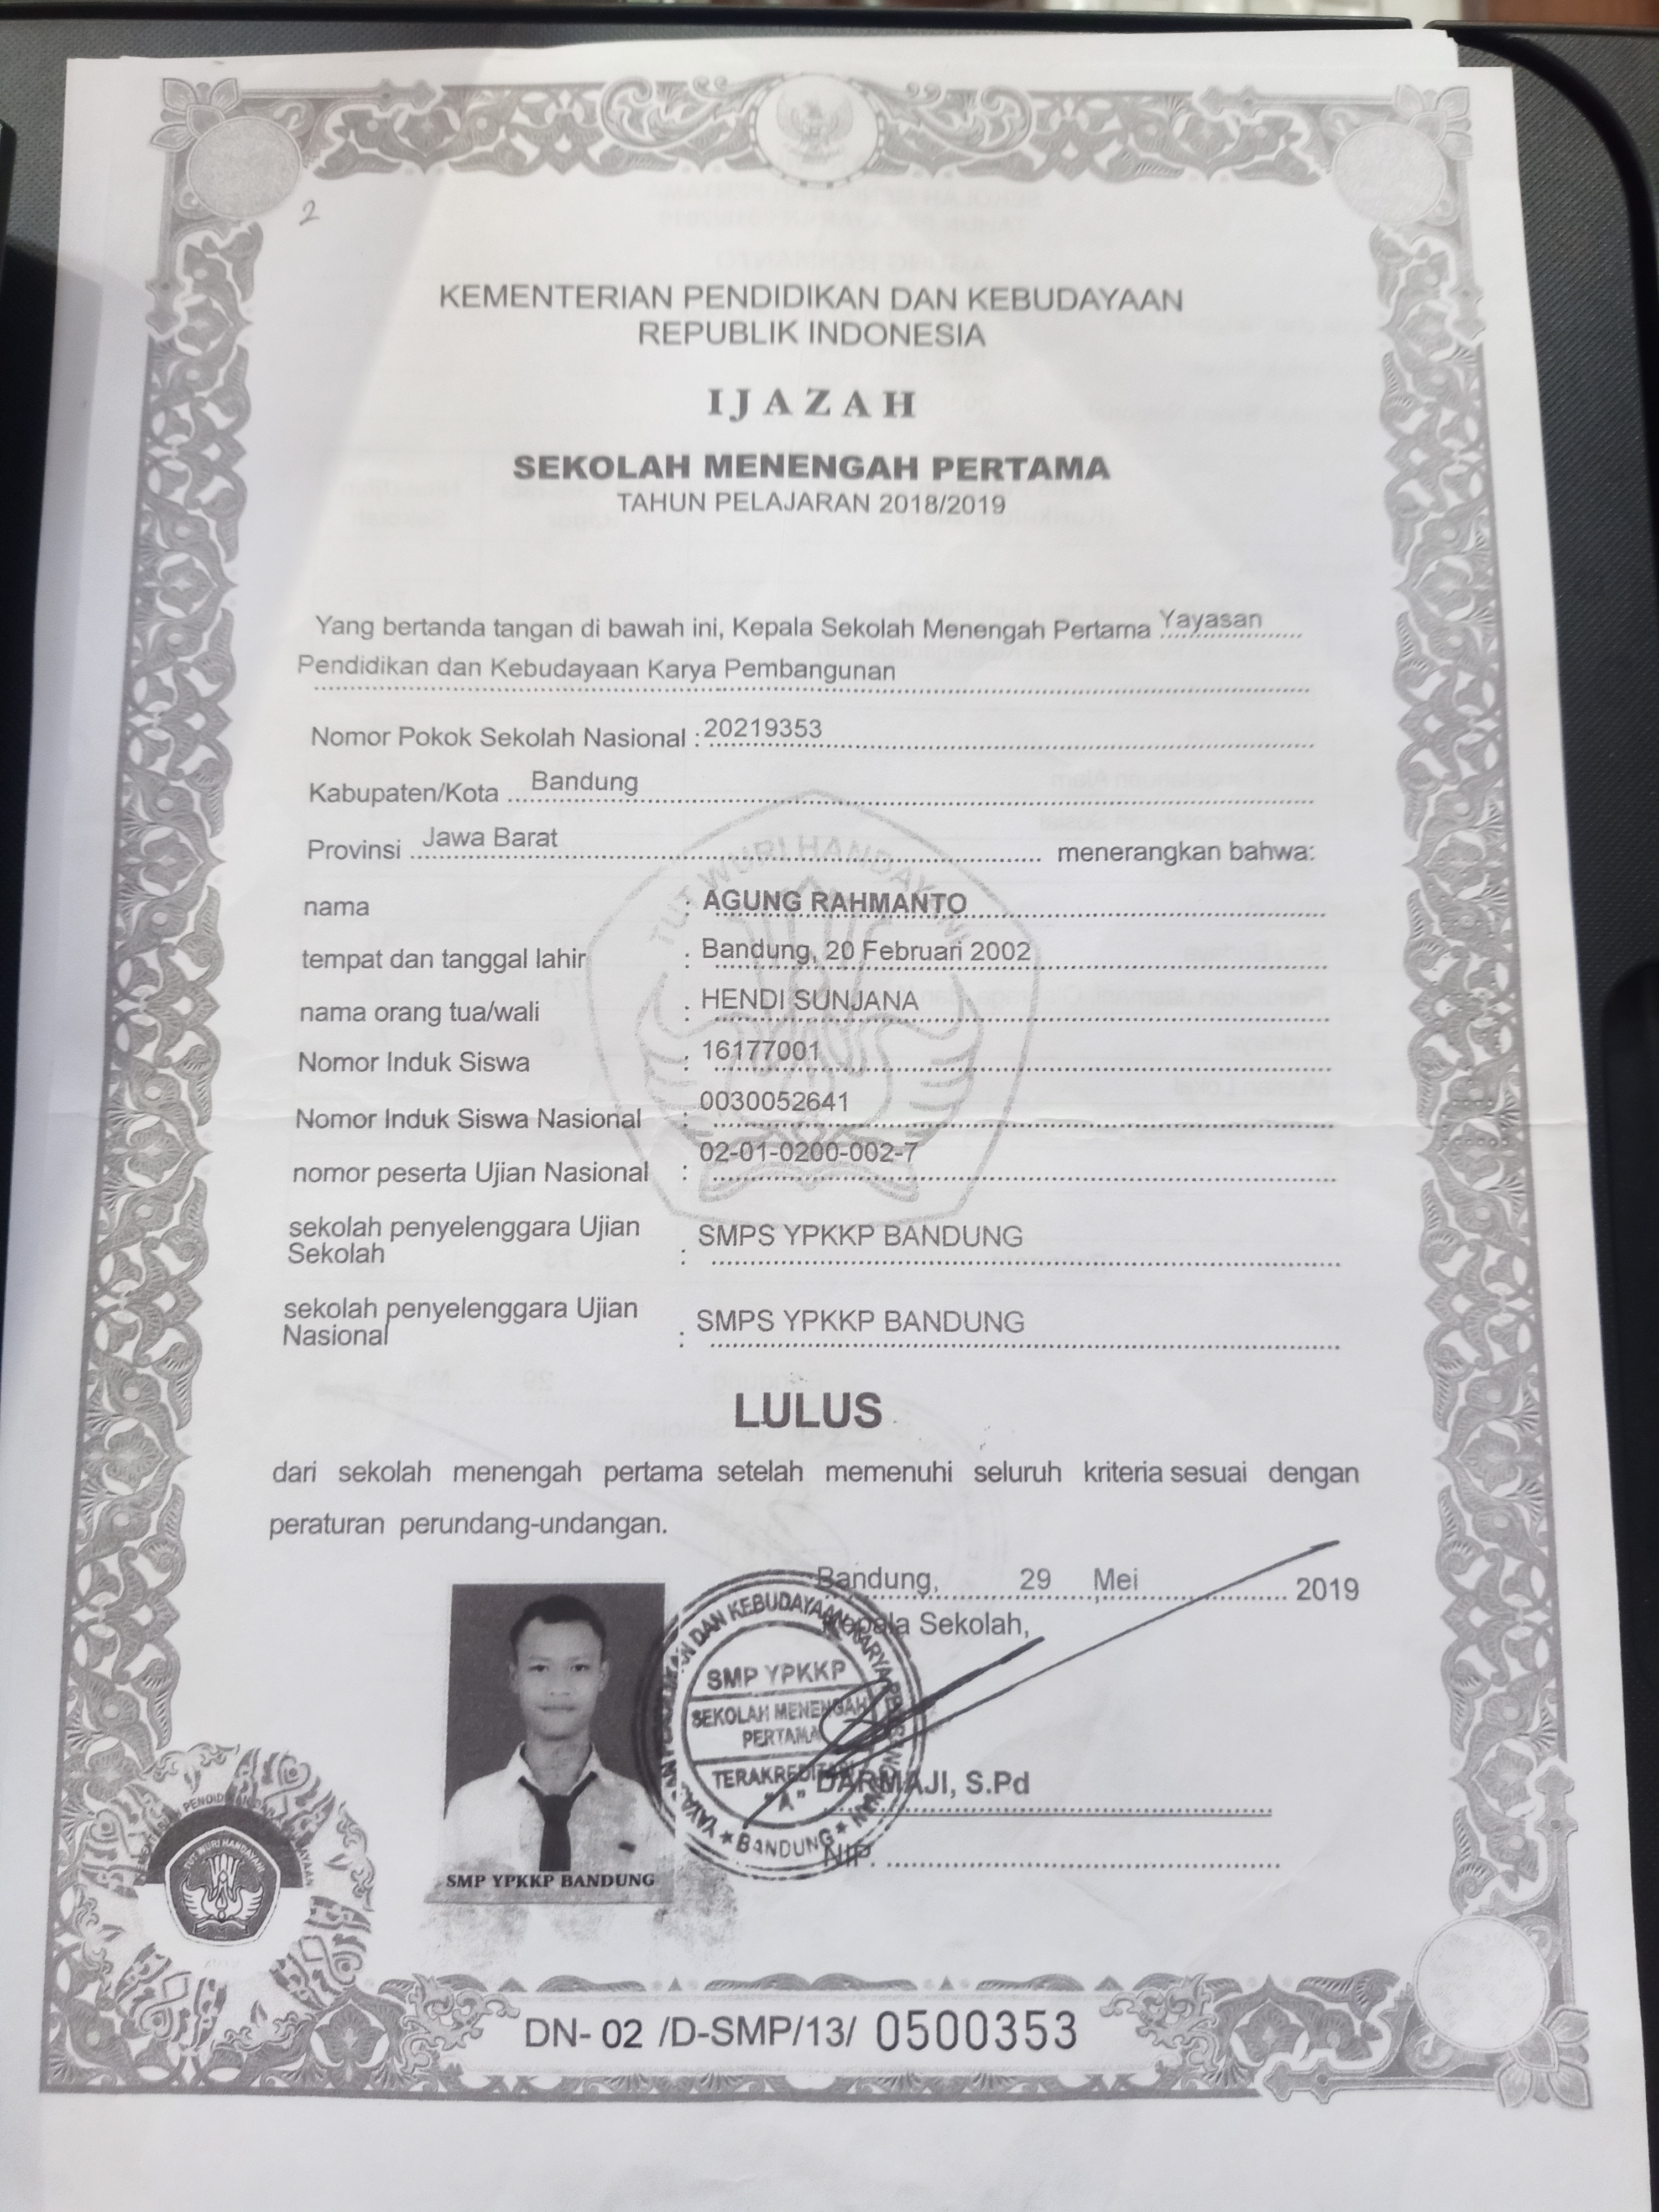 2
KEMENTERIAN PENDIDIKAN DAN KEBUDAYAAN
REPUBLIK INDONESIA
IJAZAH
SEKOLAH MENENGAH PERTAMA
TAHUN PELAJARAN 2018/2019
Yang bertanda tangan di bawah ini, Kepala Sekolah Menengah Pertama Yayasan
Pendidikan dan Kebudayaan Karya Pembangunan
Nomor Pokok Sekolah Nasional : 20219353
Kabupaten/Kota Bandung
Provinsi Jawa Barat menerangkan bahwa:
nama : AGUNG RAHMANTO
tempat dan tanggal lahir : Bandung, 20 Februari 2002
nama orang tua/wali : HENDI SUNJANA
Nomor Induk Siswa : 16177001
Nomor Induk Siswa Nasional : 0030052641
nomor peserta Ujian Nasional : 02-01-0200-002-7
sekolah penyelenggara Ujian
Sekolah : SMPS YPKKP BANDUNG
sekolah penyelenggara Ujian
Nasional : SMPS YPKKP BANDUNG
TUT WURI HANDAYANI
LULUS
dari sekolah menengah pertama setelah memenuhi seluruh kriteria sesuai dengan
peraturan perundang-undangan.
Bandung, 29 Mei 2019
Kepala Sekolah,
DAN KEBUDAYAAN KARYA
SMP YPKKP
SEKOLAH MENENGAH
PERTAMA
TERAKREDITASI
"A"
BANDUNG
DARMAJI, S.Pd
NIP.
SMP YPKKP BANDUNG
TUT WURI HANDAYANI
DN- 02 /D-SMP/13/ 0500353